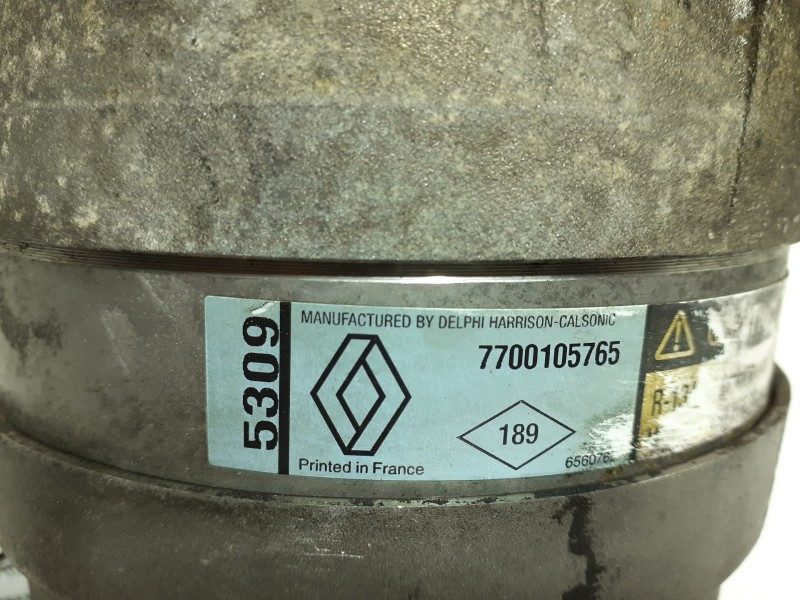 5309
MANUFACTURED BY DELPHI HARRISON-CALSONIC
7700105765
189
Printed in France